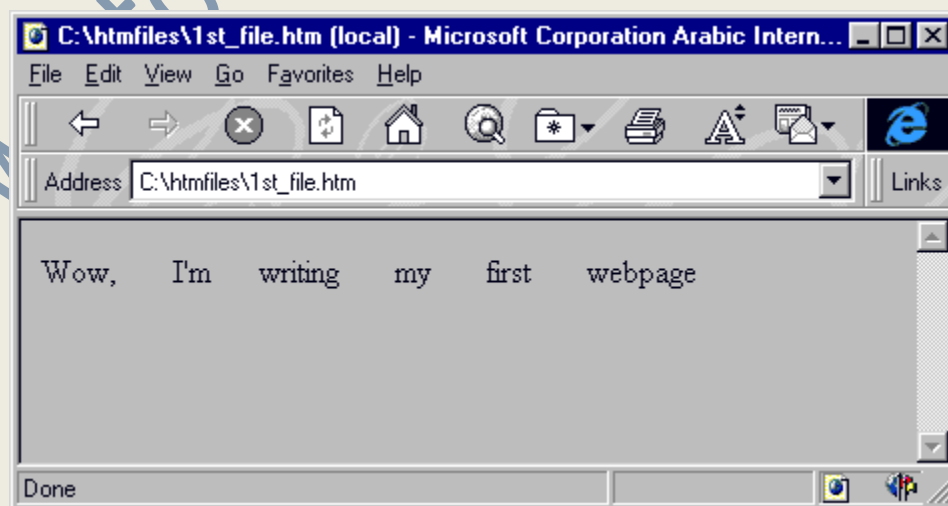 C:\htmfiles\1st_file.htm (local) - Microsoft Corporation Arabic Intern...
File Edit View Go Favorites Help
Address C:\htmfiles\1st_file.htm Links
Wow, I'm writing my first webpage
Done